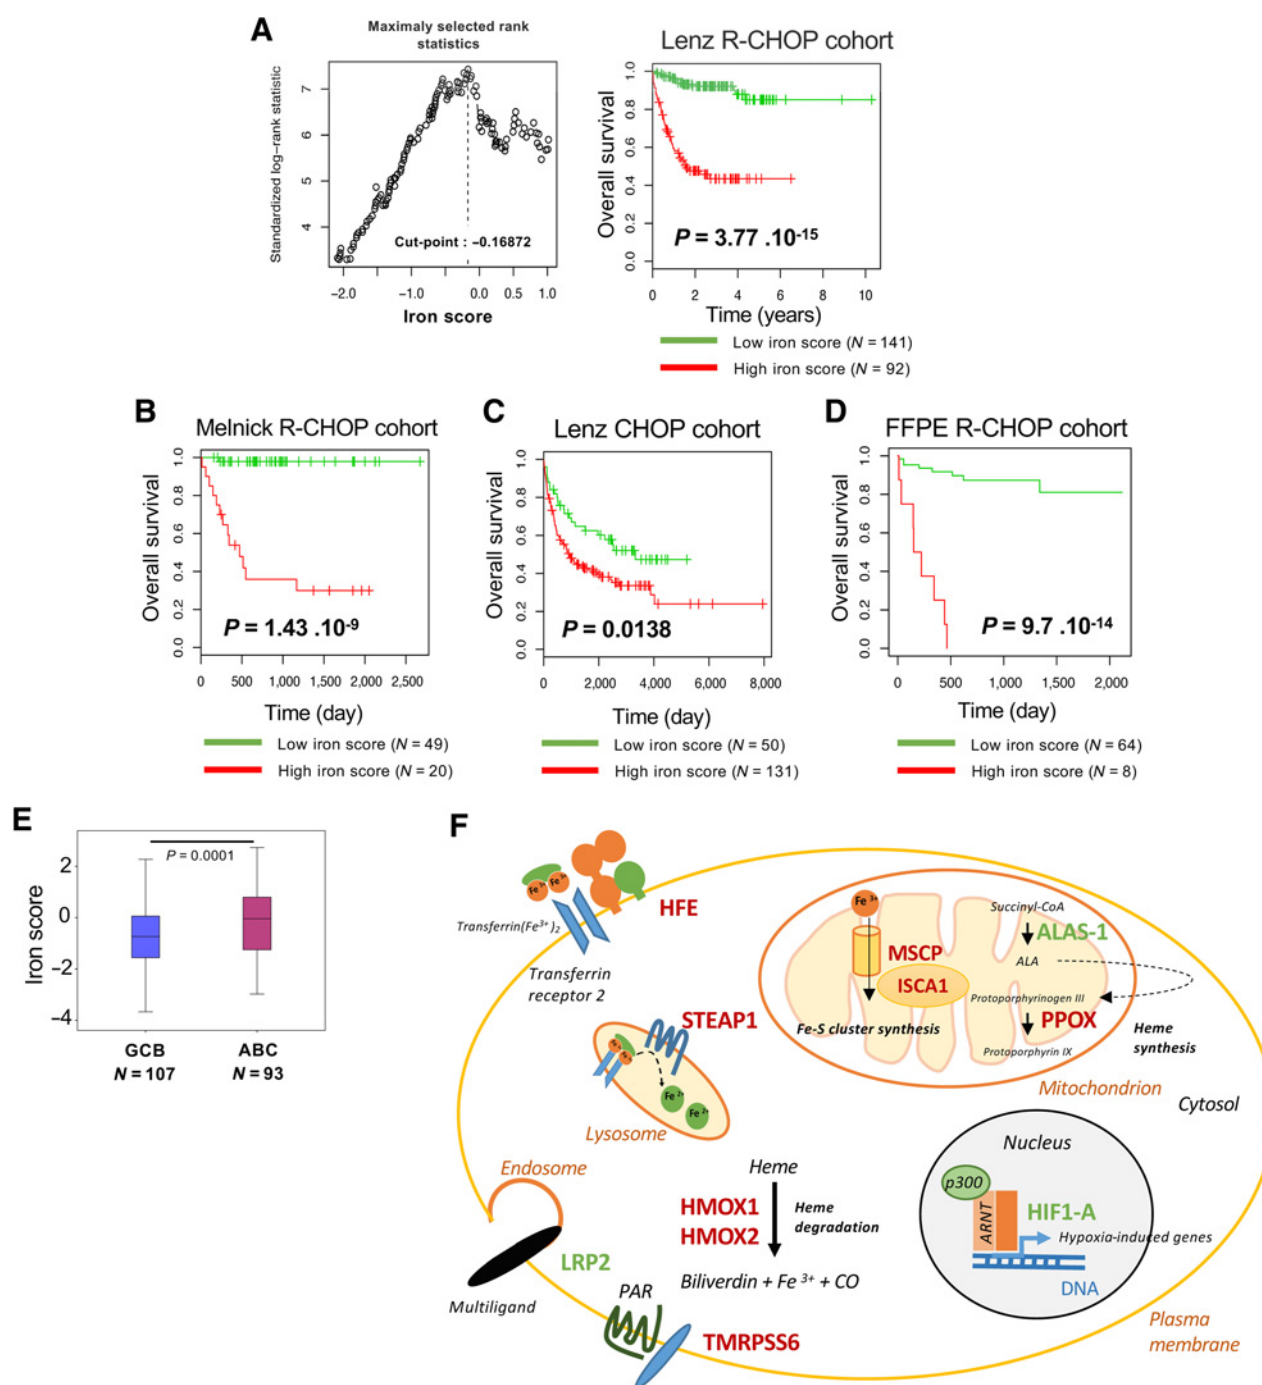 A
Maximaly selected rank
statistics
Standardized log–rank statistic
7
6
5
4
Cut-point : −0.16872
−2.0
−1.0
0.0
0.5
1.0
Iron score
Lenz R-CHOP cohort
Overall survival
1.0
0.8
0.6
0.4
0.2
0.0
P = 3.77 .10-15
0
2
4
6
8
10
Time (years)
Low iron score (N = 141)
High iron score (N = 92)
B
Melnick R-CHOP cohort
Overall survival
1.0
0.8
0.6
0.4
0.2
0.0
P = 1.43 .10-9
0
500
1,500
2,500
Time (day)
Low iron score (N = 49)
High iron score (N = 20)
C
Lenz CHOP cohort
Overall survival
1.0
0.8
0.6
0.4
0.2
0.0
P = 0.0138
0
2,000
4,000
6,000
8,000
Time (day)
Low iron score (N = 50)
High iron score (N = 131)
D
FFPE R-CHOP cohort
Overall survival
1.0
0.8
0.6
0.4
0.2
0.0
P = 9.7 .10-14
0
500
1,000
2,000
Time (day)
Low iron score (N = 64)
High iron score (N = 8)
E
Iron score
2
0
−2
−4
P = 0.0001
GCB
N = 107
ABC
N = 93
F
Fe 3+
Fe 3+
HFE
Transferrin(Fe3+)2
Transferrin
receptor 2
Fe 3+
MSCP
ISCA1
Fe-S cluster synthesis
Succinyl-CoA
ALAS-1
ALA
Protoporphyrinogen III
PPOX
Protoporphyrin IX
Heme
synthesis
Mitochondrion
Cytosol
STEAP1
Fe 2+
Fe 2+
Lysosome
Endosome
LRP2
Multiligand
Heme
HMOX1
HMOX2
Heme
degradation
Biliverdin + Fe 3+ + CO
PAR
TMRPSS6
Nucleus
p300
ARNT
HIF1-A
Hypoxia-induced genes
DNA
Plasma
membrane